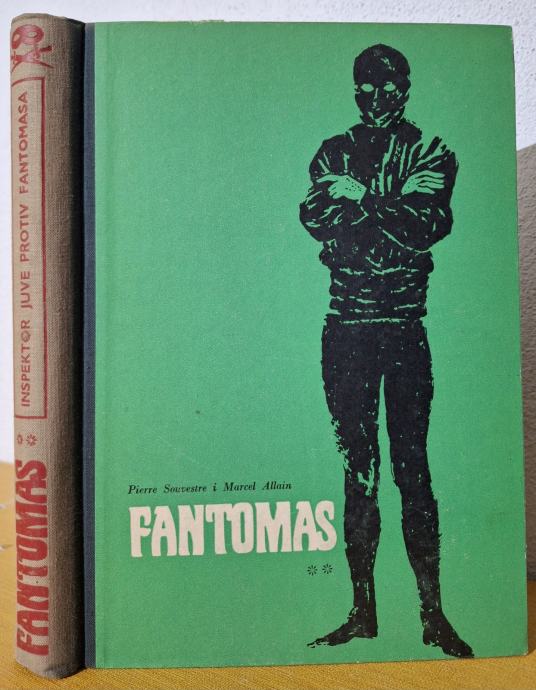 FANTOMAS
**
INSPEKTOR JUVE PROTIV FANTOMASA
Pierre Souvestre i Marcel Allain
FANTOMAS
**